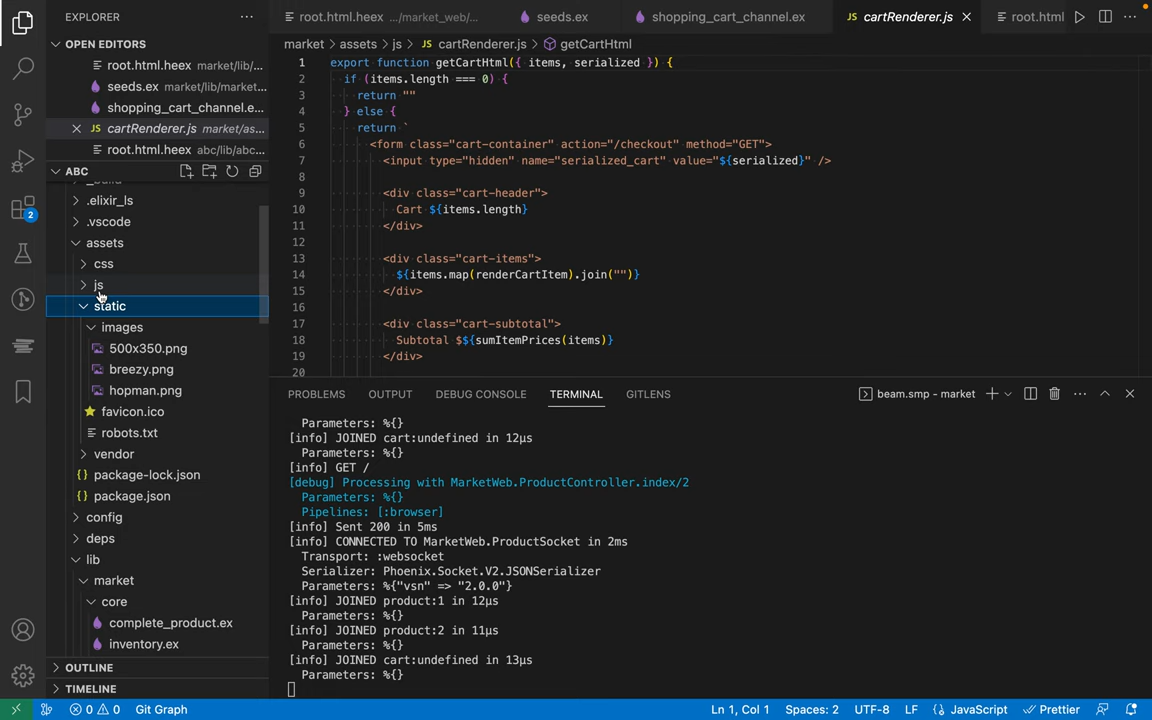 EXPLORER
OPEN EDITORS
root.html.heex market/lib/...
seeds.ex market/lib/market...
shopping_cart_channel.e...
cartRenderer.js market/as...
root.html.heex abc/lib/abc...
ABC
.elixir_ls
.vscode
assets
css
js
static
images
500x350.png
breezy.png
hopman.png
favicon.ico
robots.txt
vendor
package-lock.json
package.json
config
deps
lib
market
core
complete_product.ex
inventory.ex
OUTLINE
TIMELINE
2
root.html.heex .../market_web/...
seeds.ex
shopping_cart_channel.ex
JS cartRenderer.js
root.html
market > assets > js > JS cartRenderer.js > getCartHtml
1 export function getCartHtml({ items, serialized }) {
2 if (items.length === 0) {
3 return ""
4 } else {
5 return `
6 <form class="cart-container" action="/checkout" method="GET">
7 <input type="hidden" name="serialized_cart" value="${serialized}" />
8
9 <div class="cart-header">
10 Cart ${items.length}
11 </div>
12
13 <div class="cart-items">
14 ${items.map(renderCartItem).join("")}
15 </div>
16
17 <div class="cart-subtotal">
18 Subtotal $${sumItemPrices(items)}
19 </div>
20
PROBLEMS OUTPUT DEBUG CONSOLE TERMINAL GITLENS
beam.smp - market
Parameters: %{}
[info] JOINED cart:undefined in 12µs
Parameters: %{}
[info] GET /
[debug] Processing with MarketWeb.ProductController.index/2
Parameters: %{}
Pipelines: [:browser]
[info] Sent 200 in 5ms
[info] CONNECTED TO MarketWeb.ProductSocket in 2ms
Transport: :websocket
Serializer: Phoenix.Socket.V2.JSONSerializer
Parameters: %{"vsn" => "2.0.0"}
[info] JOINED product:1 in 12µs
Parameters: %{}
[info] JOINED product:2 in 11µs
Parameters: %{}
[info] JOINED cart:undefined in 13µs
Parameters: %{}
0 0 Git Graph
Ln 1, Col 1 Spaces: 2 UTF-8 LF JavaScript Prettier